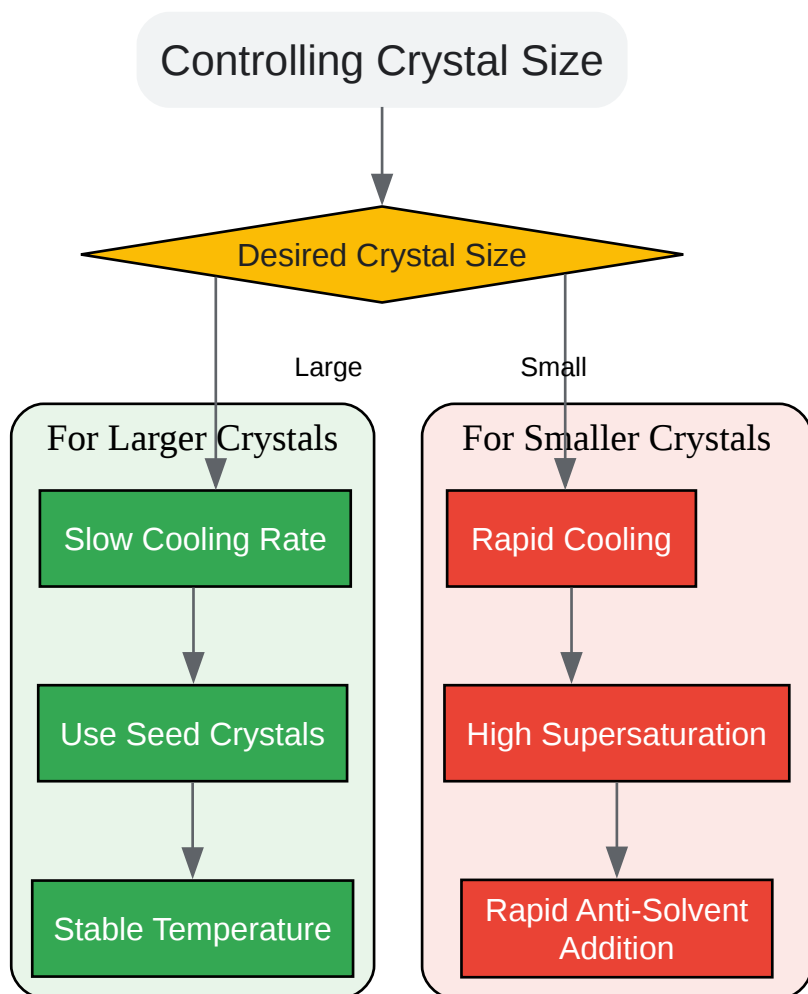 Controlling Crystal Size
Desired Crystal Size
Large
Small
For Larger Crystals
Slow Cooling Rate
Use Seed Crystals
Stable Temperature
For Smaller Crystals
Rapid Cooling
High Supersaturation
Rapid Anti-Solvent
Addition